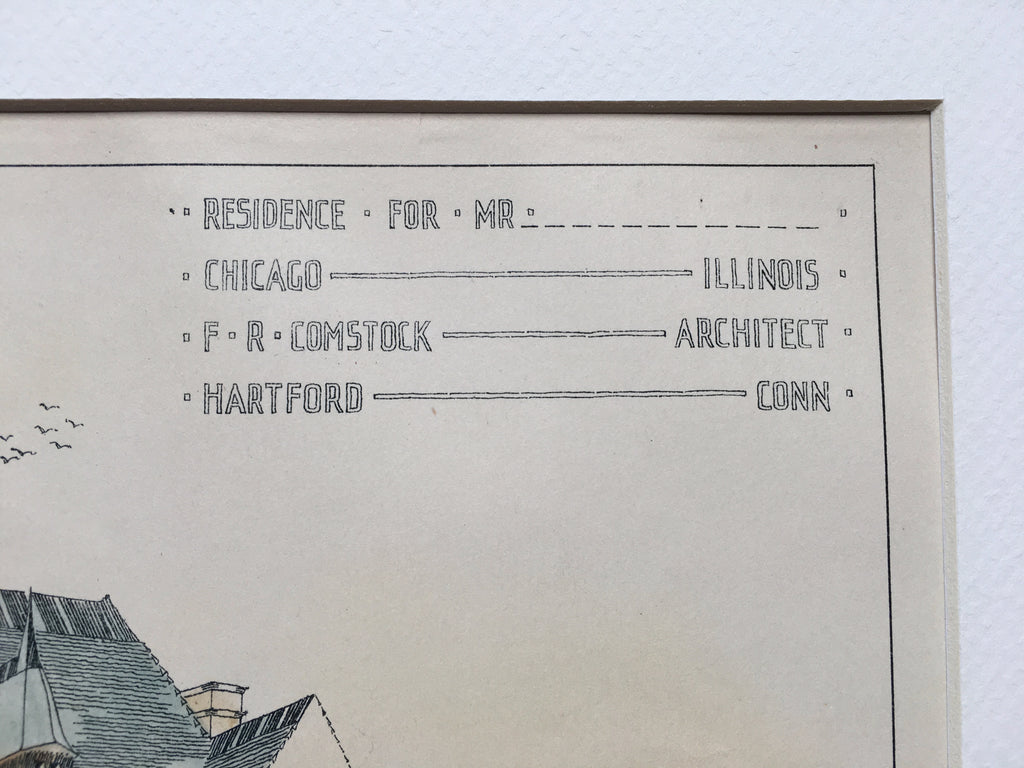 RESIDENCE · FOR · MR · _ _ _ _ _ _ _ _ _ _ _ _
CHICAGO ——— ILLINOIS
F · R · COMSTOCK ——— ARCHITECT
HARTFORD ——— CONN